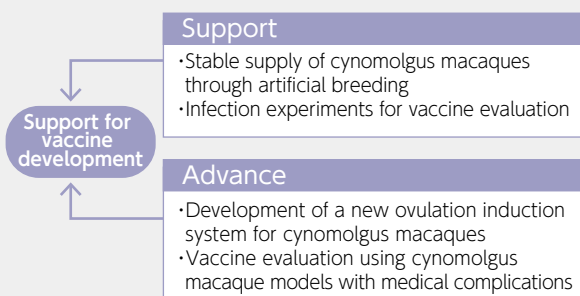 Support
・Stable supply of cynomolgus macaques
through artificial breeding
・Infection experiments for vaccine evaluation
Support for
vaccine
development
Advance
・Development of a new ovulation induction
system for cynomolgus macaques
・Vaccine evaluation using cynomolgus
macaque models with medical complications